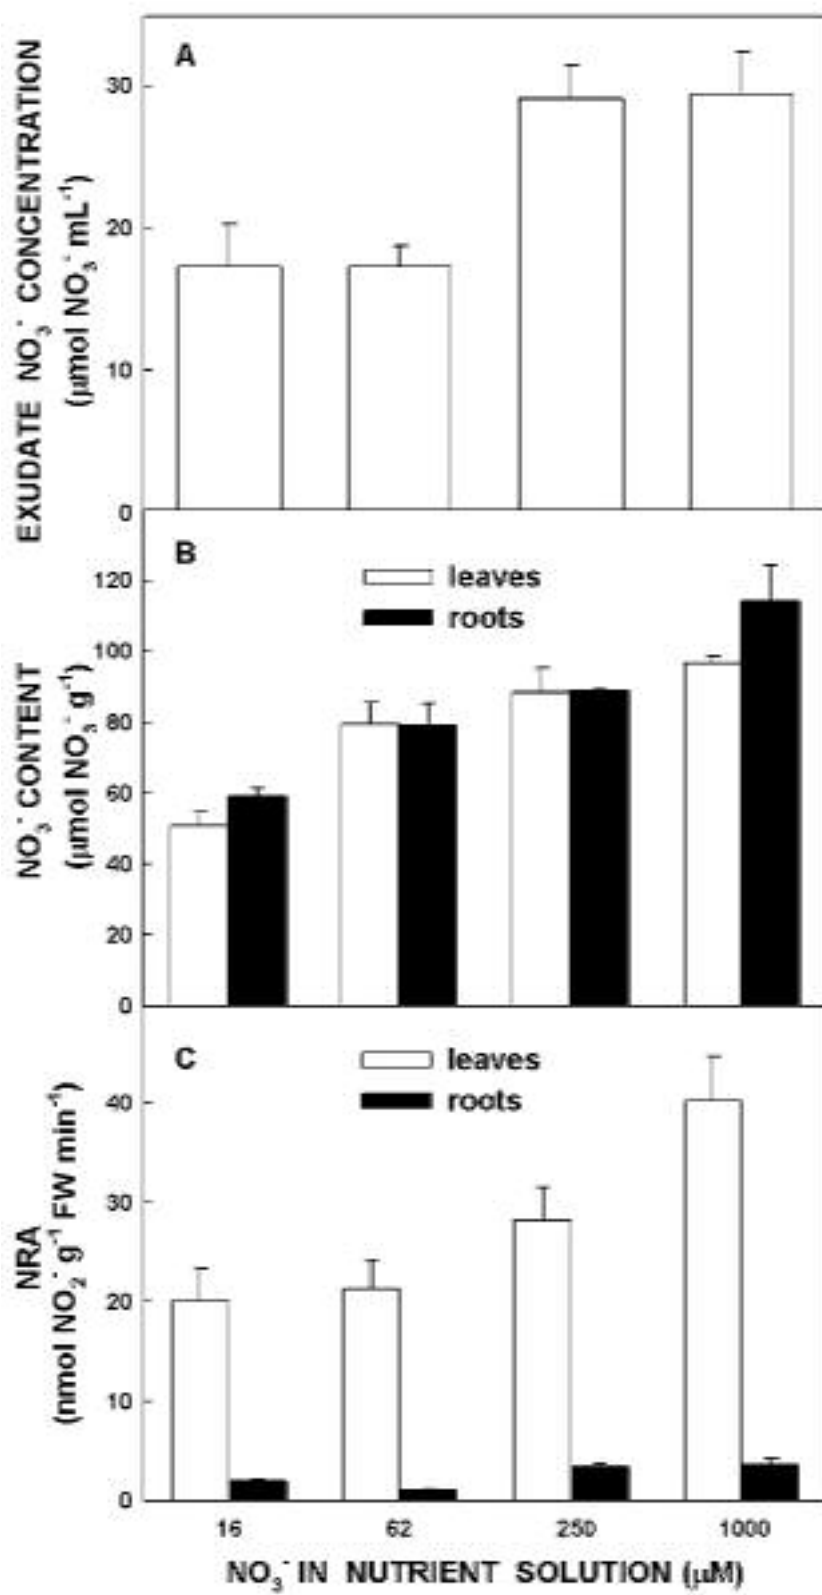 A
EXUDATE NO₃⁻ CONCENTRATION
(µmol NO₃⁻ mL⁻¹)
30
20
10
0
B
leaves
roots
NO₃⁻ CONTENT
(µmol NO₃⁻ g⁻¹)
120
100
80
60
40
20
0
C
leaves
roots
NRA
(nmol NO₂⁻ g⁻¹ FW min⁻¹)
40
30
20
10
0
16 62 250 1000
NO₃⁻ IN NUTRIENT SOLUTION (µM)